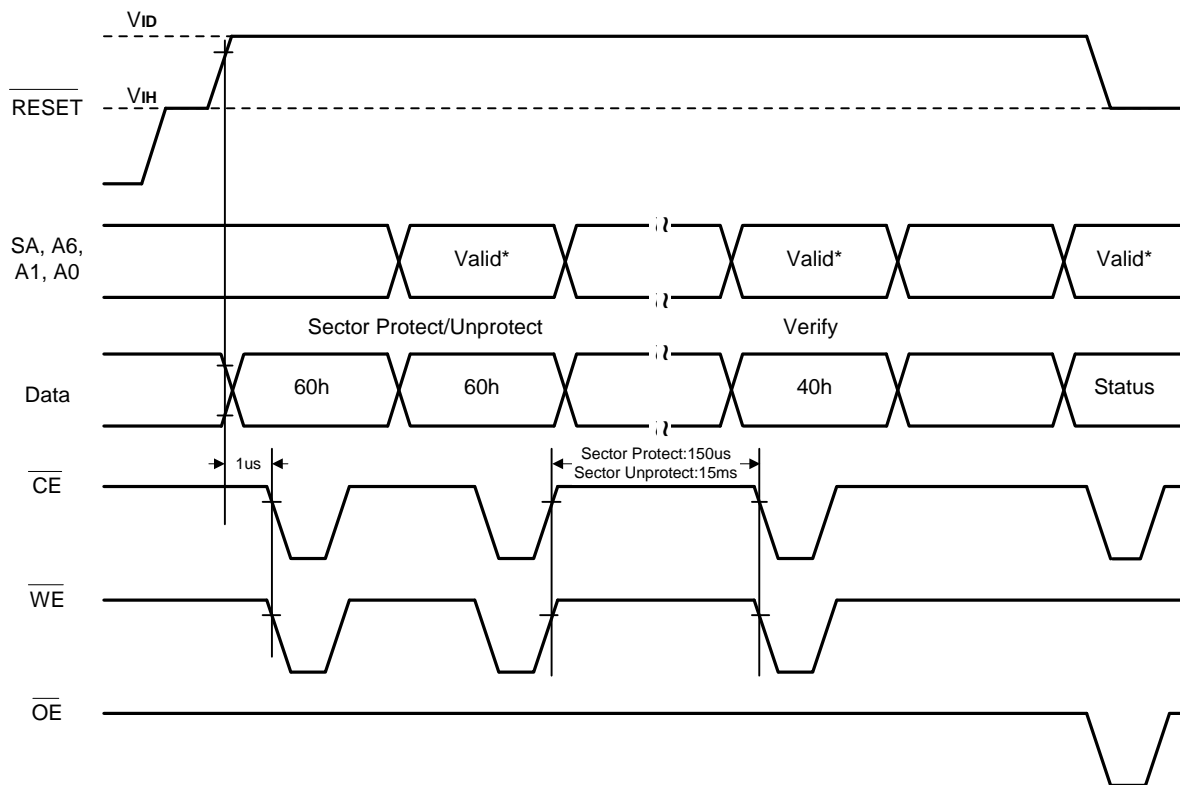 VID
VIH
RESET
SA, A6,
A1, A0
Valid*
Valid*
Valid*
Sector Protect/Unprotect
Verify
Data
60h
60h
40h
Status
1us
Sector Protect:150us
Sector Unprotect:15ms
CE
WE
OE